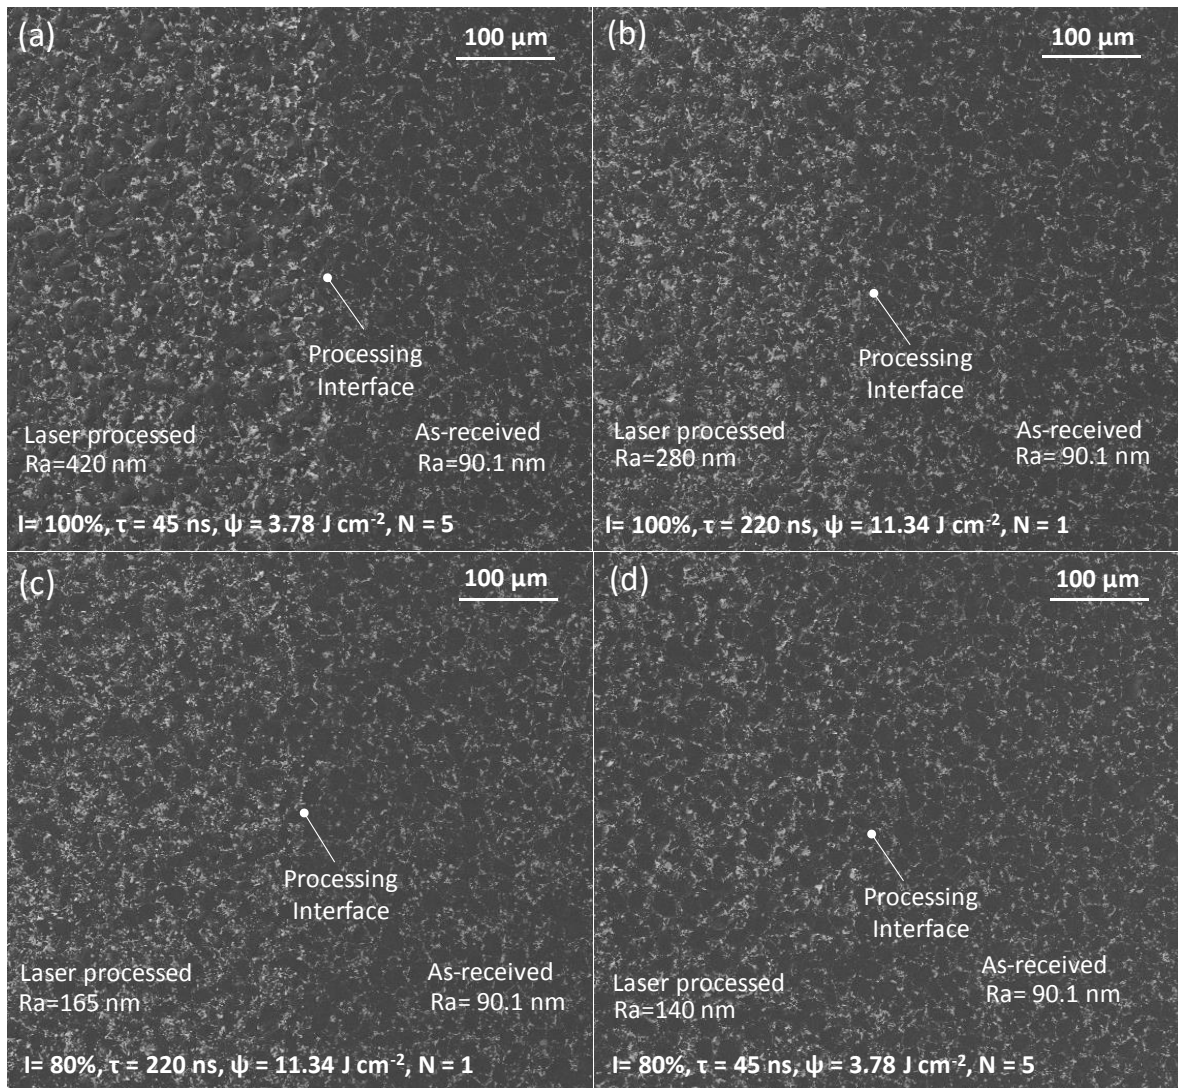 (a)
100 μm
Processing
Interface
Laser processed
Ra=420 nm
As-received
Ra=90.1 nm
I= 100%, τ = 45 ns, ψ = 3.78 J cm⁻², N = 5
(b)
100 μm
Processing
Interface
Laser processed
Ra=280 nm
As-received
Ra= 90.1 nm
I= 100%, τ = 220 ns, ψ = 11.34 J cm⁻², N = 1
(c)
100 μm
Processing
Interface
Laser processed
Ra=165 nm
As-received
Ra= 90.1 nm
I= 80%, τ = 220 ns, ψ = 11.34 J cm⁻², N = 1
(d)
100 μm
Processing
Interface
Laser processed
Ra=140 nm
As-received
Ra= 90.1 nm
I= 80%, τ = 45 ns, ψ = 3.78 J cm⁻², N = 5